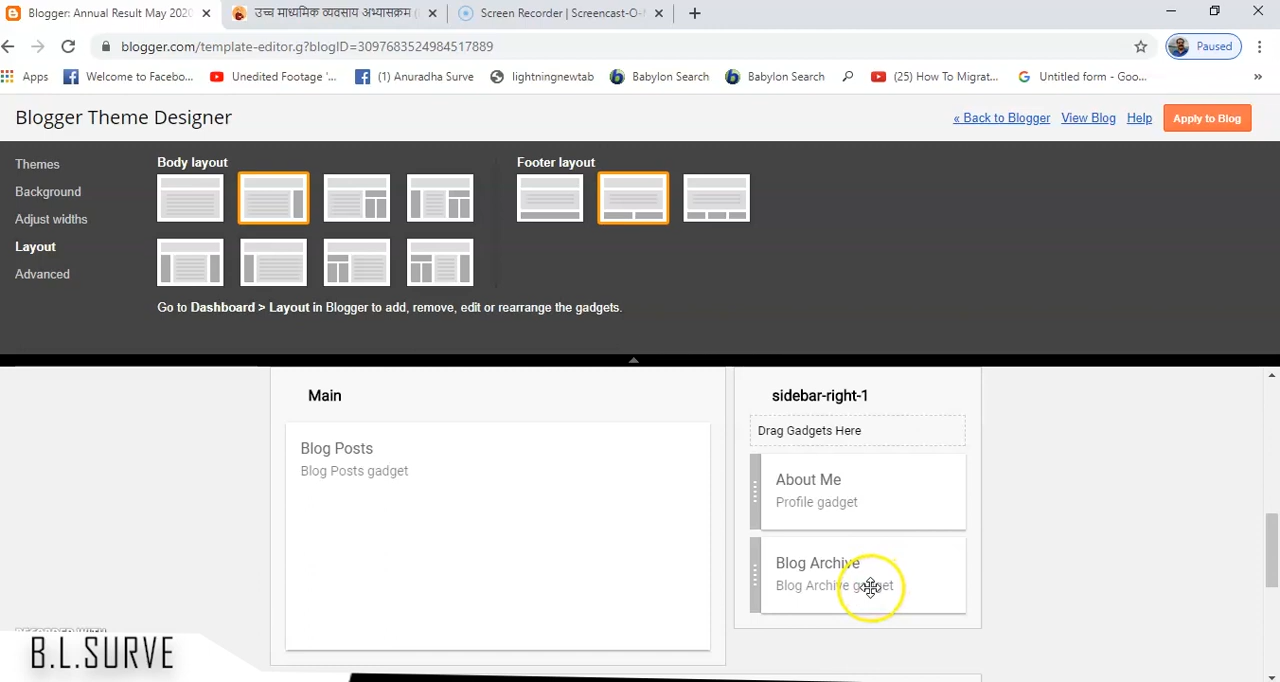 Blogger: Annual Result May 2020
उच्च माध्यमिक व्यवसाय अभ्यासक्रम (
Screen Recorder | Screencast-O-
blogger.com/template-editor.g?blogID=3097683524984517889
Paused
Apps
Welcome to Facebo...
Unedited Footage '...
(1) Anuradha Surve
lightningnewtab
Babylon Search
Babylon Search
(25) How To Migrat...
Untitled form - Goo...
»
Blogger Theme Designer
« Back to Blogger
View Blog
Help
Apply to Blog
Themes
Background
Adjust widths
Layout
Advanced
Body layout
Footer layout
Go to Dashboard > Layout in Blogger to add, remove, edit or rearrange the gadgets.
Main
Blog Posts
Blog Posts gadget
sidebar-right-1
Drag Gadgets Here
About Me
Profile gadget
Blog Archive
Blog Archive gadget
B.L.SURVE